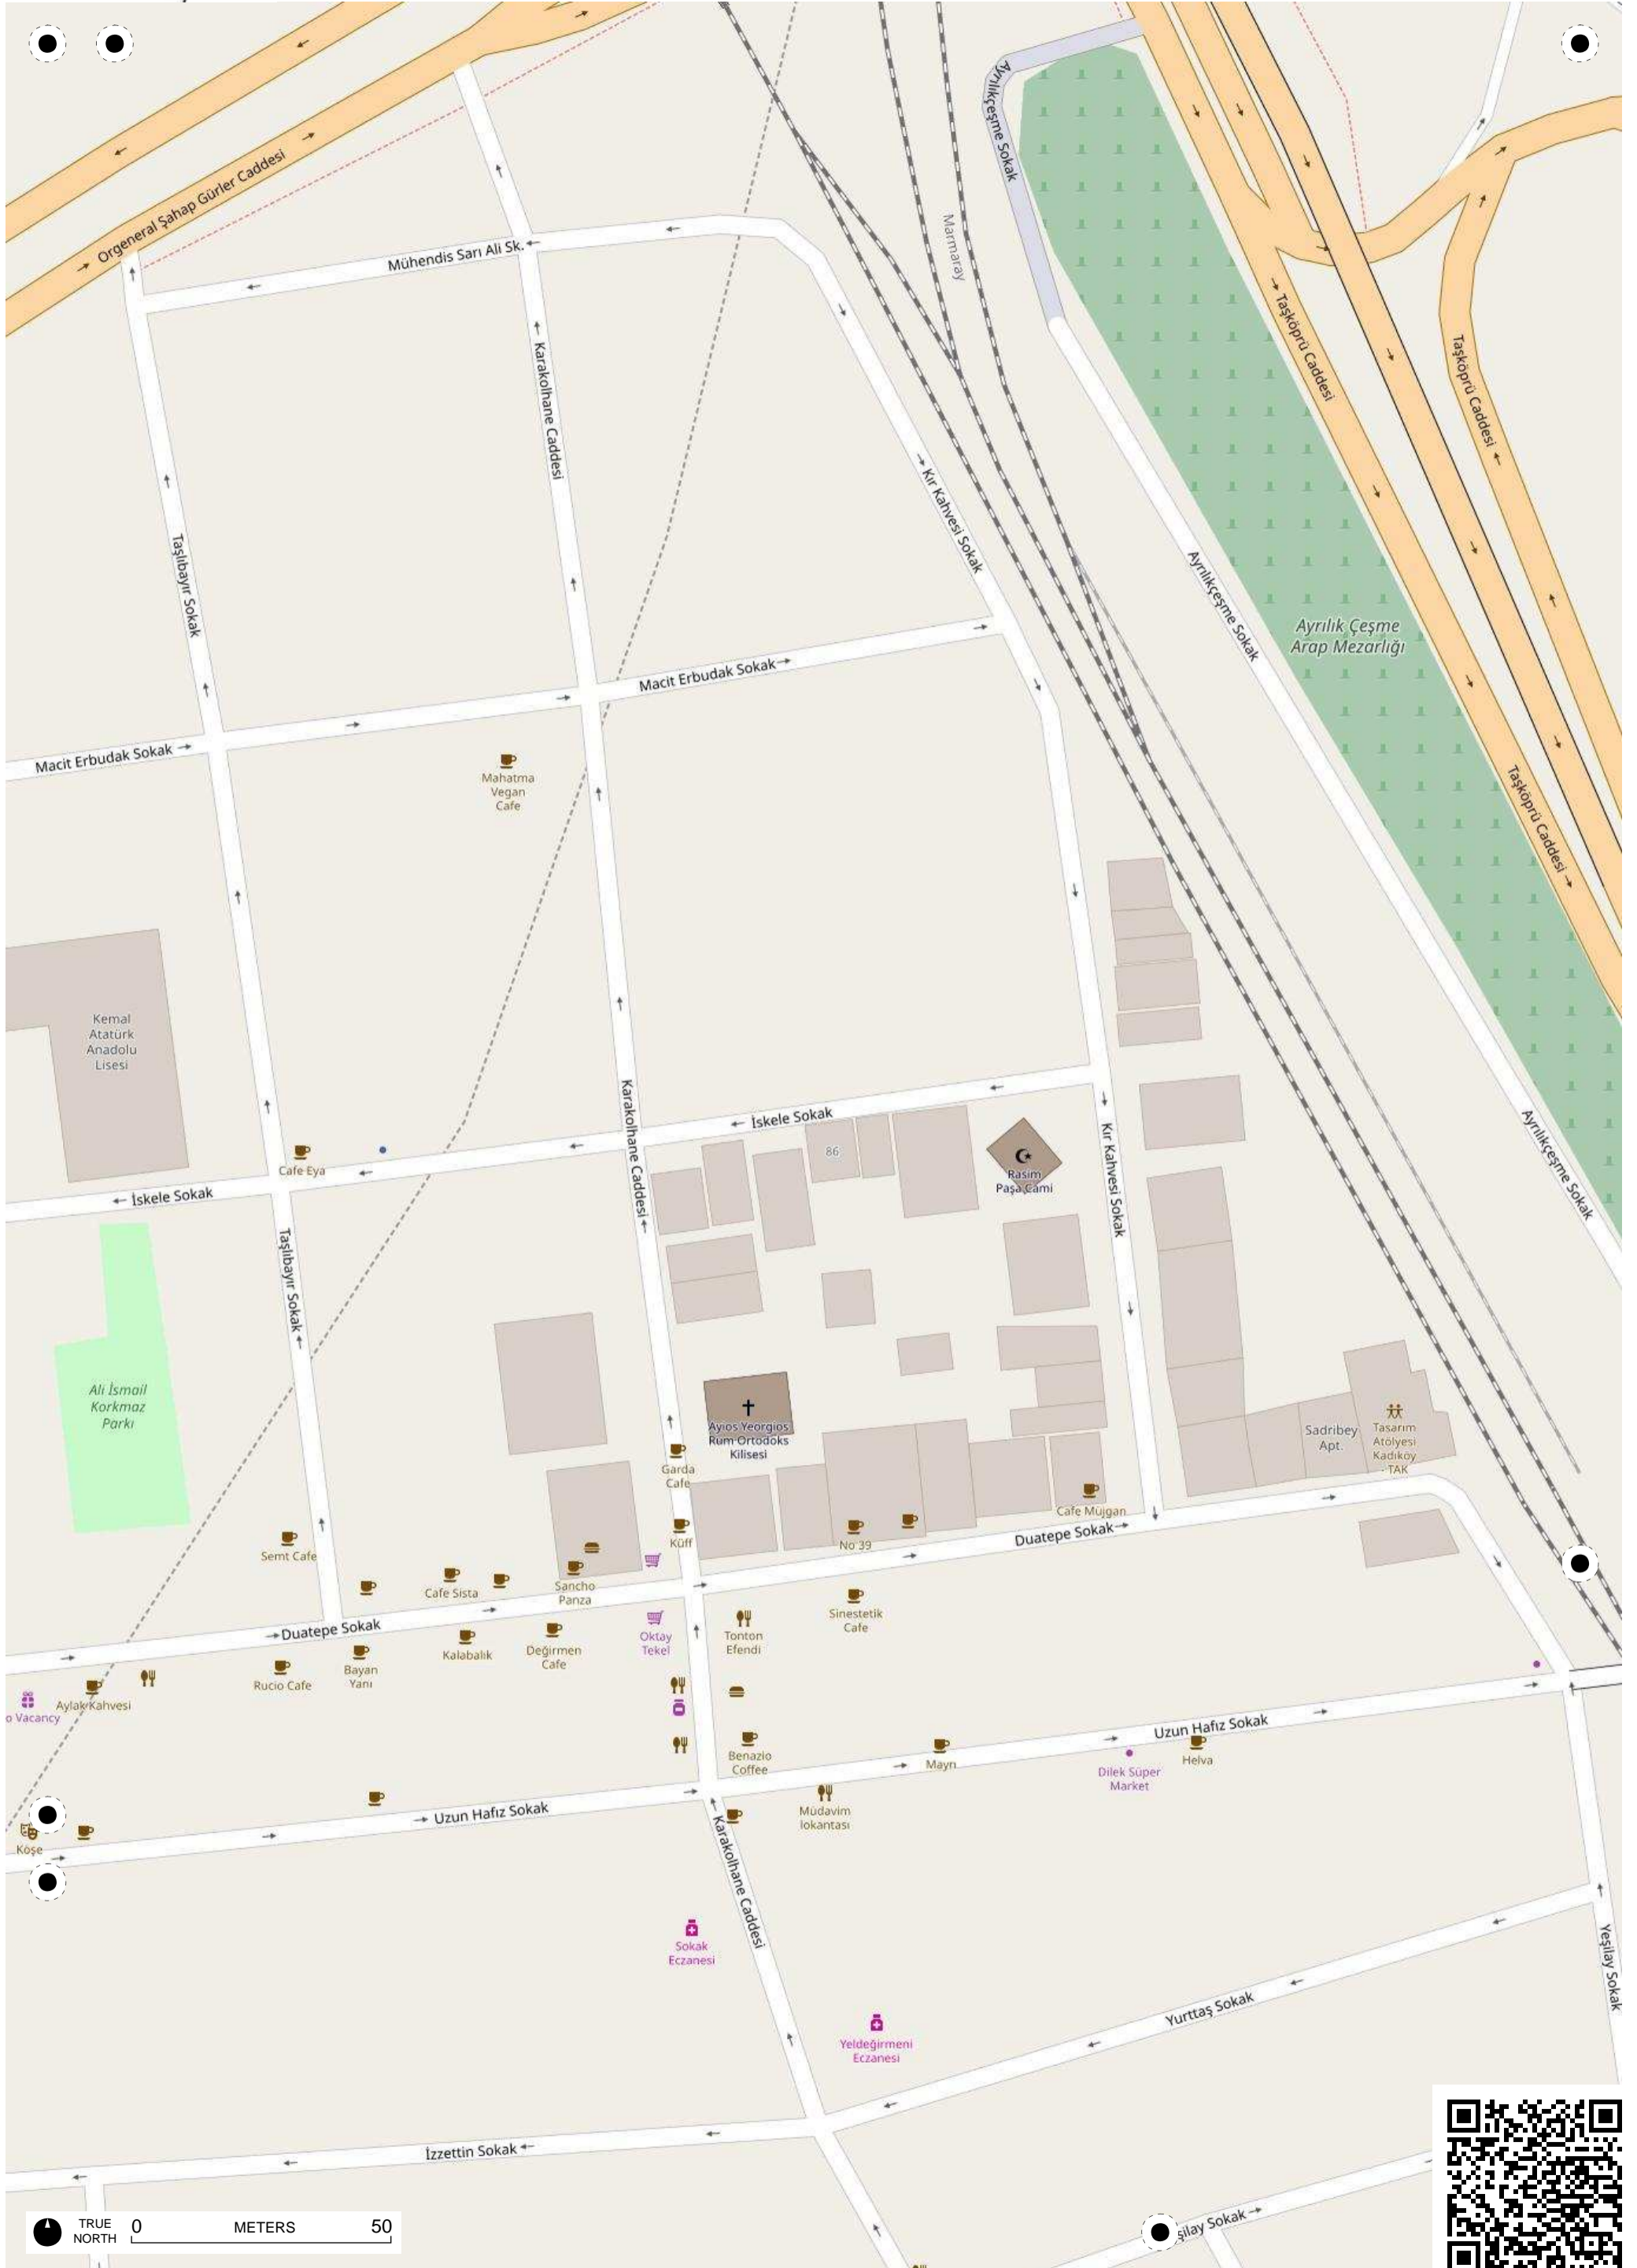 Orgeneral Şahap Gürler Caddesi
Ayrılıkçeşme Sokak
Mühendis Sarı Ali Sk.
Marmaray
Taşköprü Caddesi
Karakolhane Caddesi
Taşköprü Caddesi
Kır Kahvesi Sokak
Taşlıbayır Sokak
Ayrılıkçeşme Sokak
Ayrılık Çeşme
Arap Mezarlığı
Macit Erbudak Sokak
Macit Erbudak Sokak
Mahatma
Vegan
Cafe
Taşköprü Caddesi
Kemal
Atatürk
Anadolu
Lisesi
Karakolhane Caddesi
İskele Sokak
86
Kır Kahvesi Sokak
Ayrılıkçeşme Sokak
Cafe Eya
Rasim
Paşa Cami
İskele Sokak
Taşlıbayır Sokak
Ali İsmail
Korkmaz
Parkı
Ayios Yeorgios
Rum Ortodoks
Kilisesi
Sadribey
Apt.
Tasarım
Atölyesi
Kadıköy
- TAK
Garda
Cafe
Cafe Müjgan
Küff
No 39
Duatepe Sokak
Semt Cafe
Cafe Sista
Sancho
Panza
Sinestetik
Cafe
Duatepe Sokak
Oktay
Tekel
Tonton
Efendi
Kalabalık
Değirmen
Cafe
Bayan
Yanı
Rucio Cafe
Aylak Kahvesi
o Vacancy
Uzun Hafız Sokak
Benazio
Coffee
Mayrı
Helva
Dilek Süper
Market
Uzun Hafız Sokak
Müdavim
lokantası
Köşe
Karakolhane Caddesi
Sokak
Eczanesi
Yeşilay Sokak
Yurttaş Sokak
Yeldeğirmeni
Eczanesi
İzzettin Sokak
şilay Sokak
TRUE
NORTH
0 METERS 50